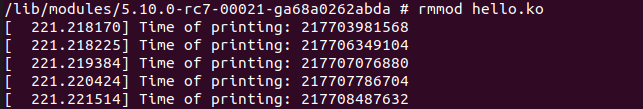 /lib/modules/5.10.0-rc7-00021-ga68a0262abda # rmmod hello.ko
[  221.218170] Time of printing: 217703981568
[  221.218225] Time of printing: 217706349104
[  221.219384] Time of printing: 217707076880
[  221.220424] Time of printing: 217707786704
[  221.221514] Time of printing: 217708487632